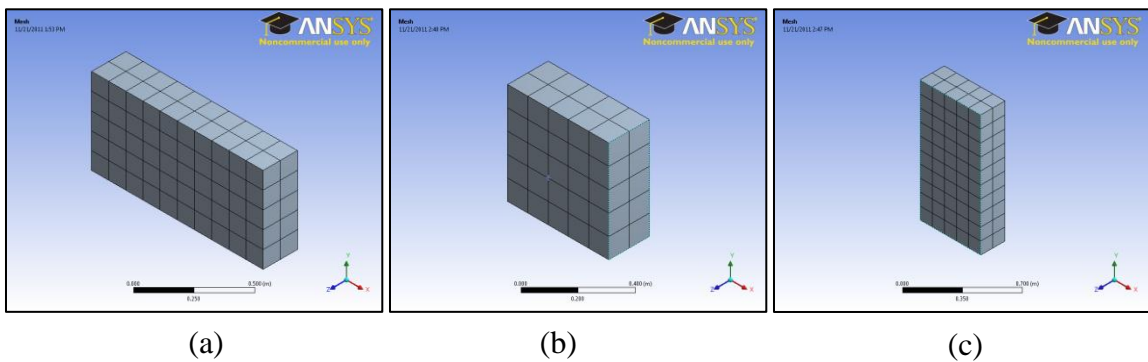 Mesh
11/21/2011 1:53 PM
ANSYS
Noncommercial use only
Y
Z
X
0.000
0.500 (m)
0.250
(a)
Mesh
11/21/2011 2:48 PM
ANSYS
Noncommercial use only
Y
Z
X
0.000
0.400 (m)
0.200
(b)
Mesh
11/21/2011 2:47 PM
ANSYS
Noncommercial use only
Y
Z
X
0.000
0.700 (m)
0.350
(c)